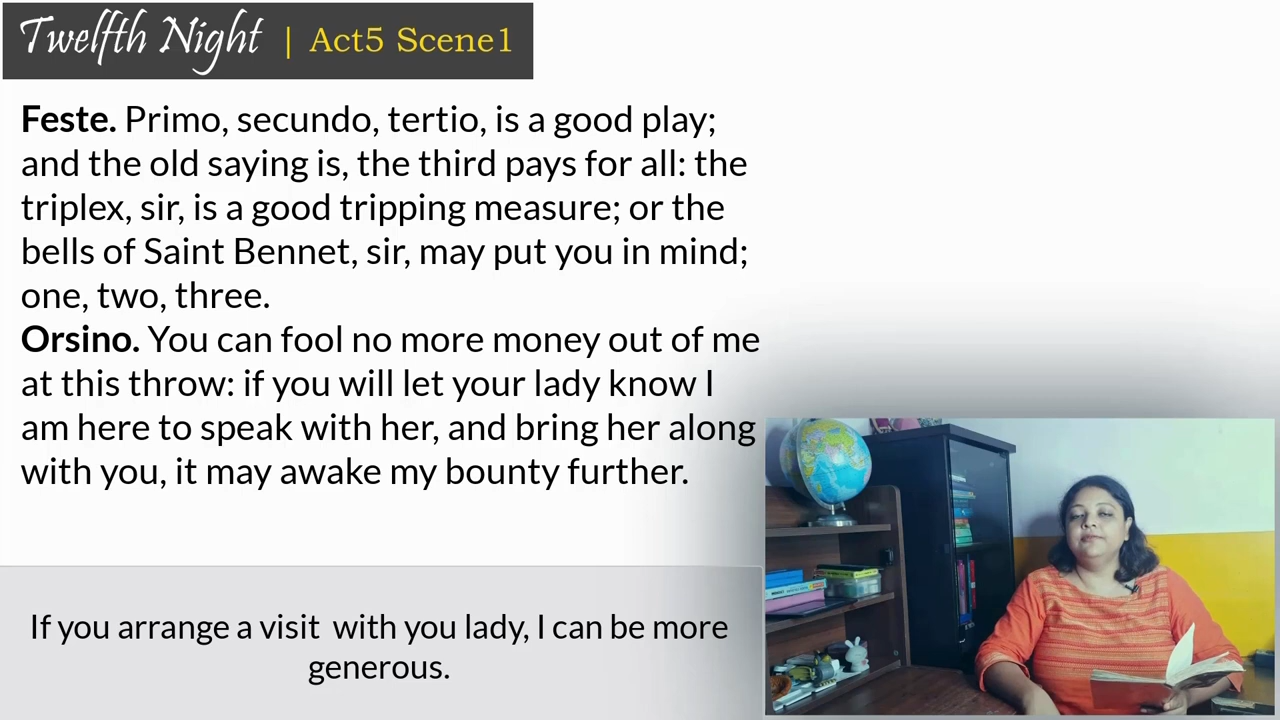 Twelfth Night | Act5 Scene1
Feste. Primo, secundo, tertio, is a good play;
and the old saying is, the third pays for all: the
triplex, sir, is a good tripping measure; or the
bells of Saint Bennet, sir, may put you in mind;
one, two, three.
Orsino. You can fool no more money out of me
at this throw: if you will let your lady know I
am here to speak with her, and bring her along
with you, it may awake my bounty further.
If you arrange a visit with you lady, I can be more
generous.